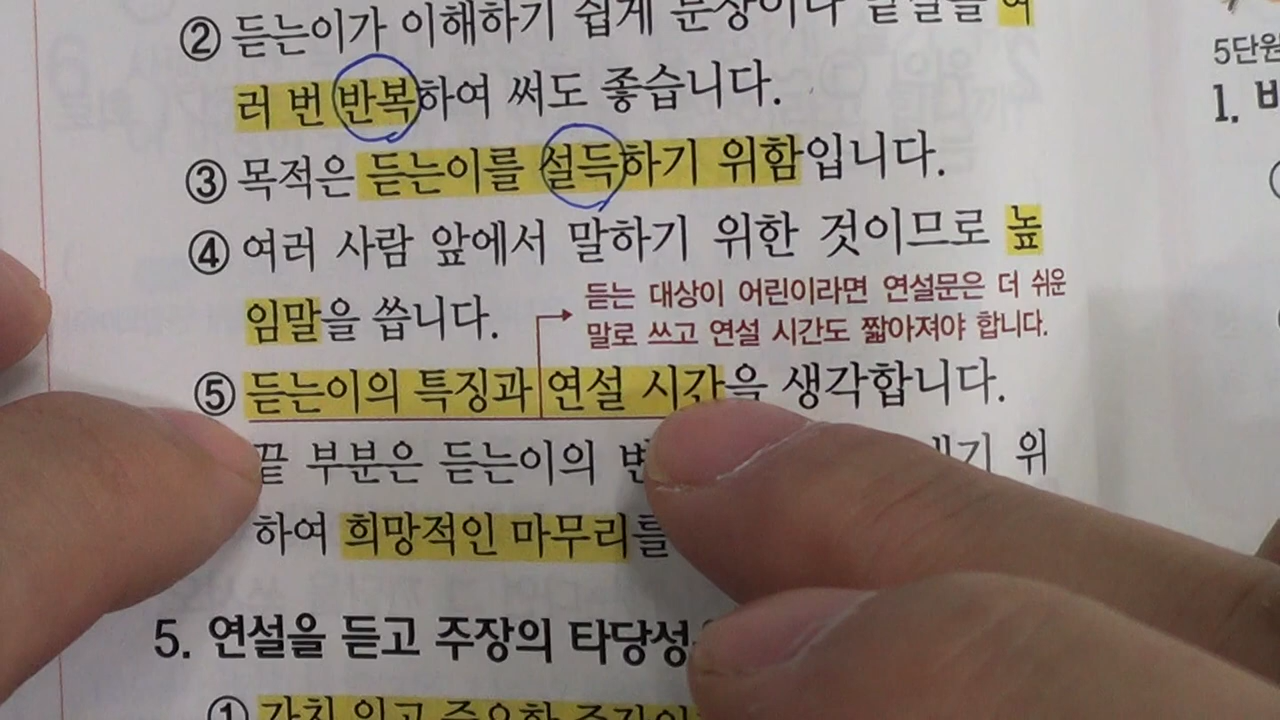 ② 듣는이가 이해하기 쉽게 문장이나 낱말을 여
러 번 반복하여 써도 좋습니다.
③ 목적은 듣는이를 설득하기 위함입니다.
④ 여러 사람 앞에서 말하기 위한 것이므로 높
임말을 씁니다.
듣는 대상이 어린이라면 연설문은 더 쉬운
말로 쓰고 연설 시간도 짧아져야 합니다.
⑤ 듣는이의 특징과 연설 시간을 생각합니다.
끝 부분은 듣는이의 위
하여 희망적인 마무리를
5. 연설을 듣고 주장의 타당성
①
5단원
1.